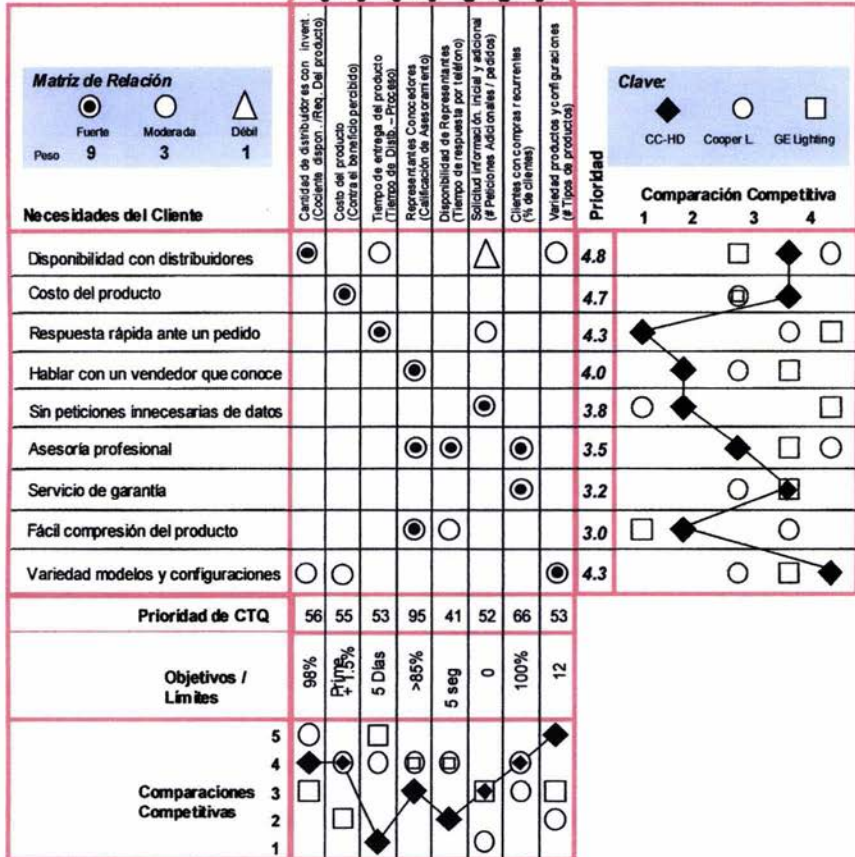 Matriz de Relación
Fuerte Moderada Débil
Peso 9 3 1
Necesidades del Cliente
Cantidad de distribuidores con invent.
(Cociente dispon. /Req. Del producto)
Costo del producto
(Contra el beneficio percibido)
Tiempo de entrega del producto
(Tiempo de Distb. – Proceso)
Representantes Conocedores
(Calificación de Asesoramiento)
Disponibilidad de Representantes
(Tiempo de respuesta por teléfono)
Solicitud información. inicial y adicional
(# Peticiones Adicionales / pedidos)
Clientes con compras recurrentes
(% de clientes)
Variedad productos y configuraciones
(# Tipos de productos)
Prioridad
Clave:
CC-HD Cooper L. GE Lighting
Comparación Competitiva
1 2 3 4
Disponibilidad con distribuidores 4.8
Costo del producto 4.7
Respuesta rápida ante un pedido 4.3
Hablar con un vendedor que conoce 4.0
Sin peticiones innecesarias de datos 3.8
Asesoría profesional 3.5
Servicio de garantía 3.2
Fácil compresión del producto 3.0
Variedad modelos y configuraciones 4.3
Prioridad de CTQ 56 55 53 95 41 52 66 53
Objetivos /
Límites
98%
Prime
+ 1.5%
5 Días
>85%
5 seg
0
100%
12
5
4
Comparaciones 3
Competitivas 2
1